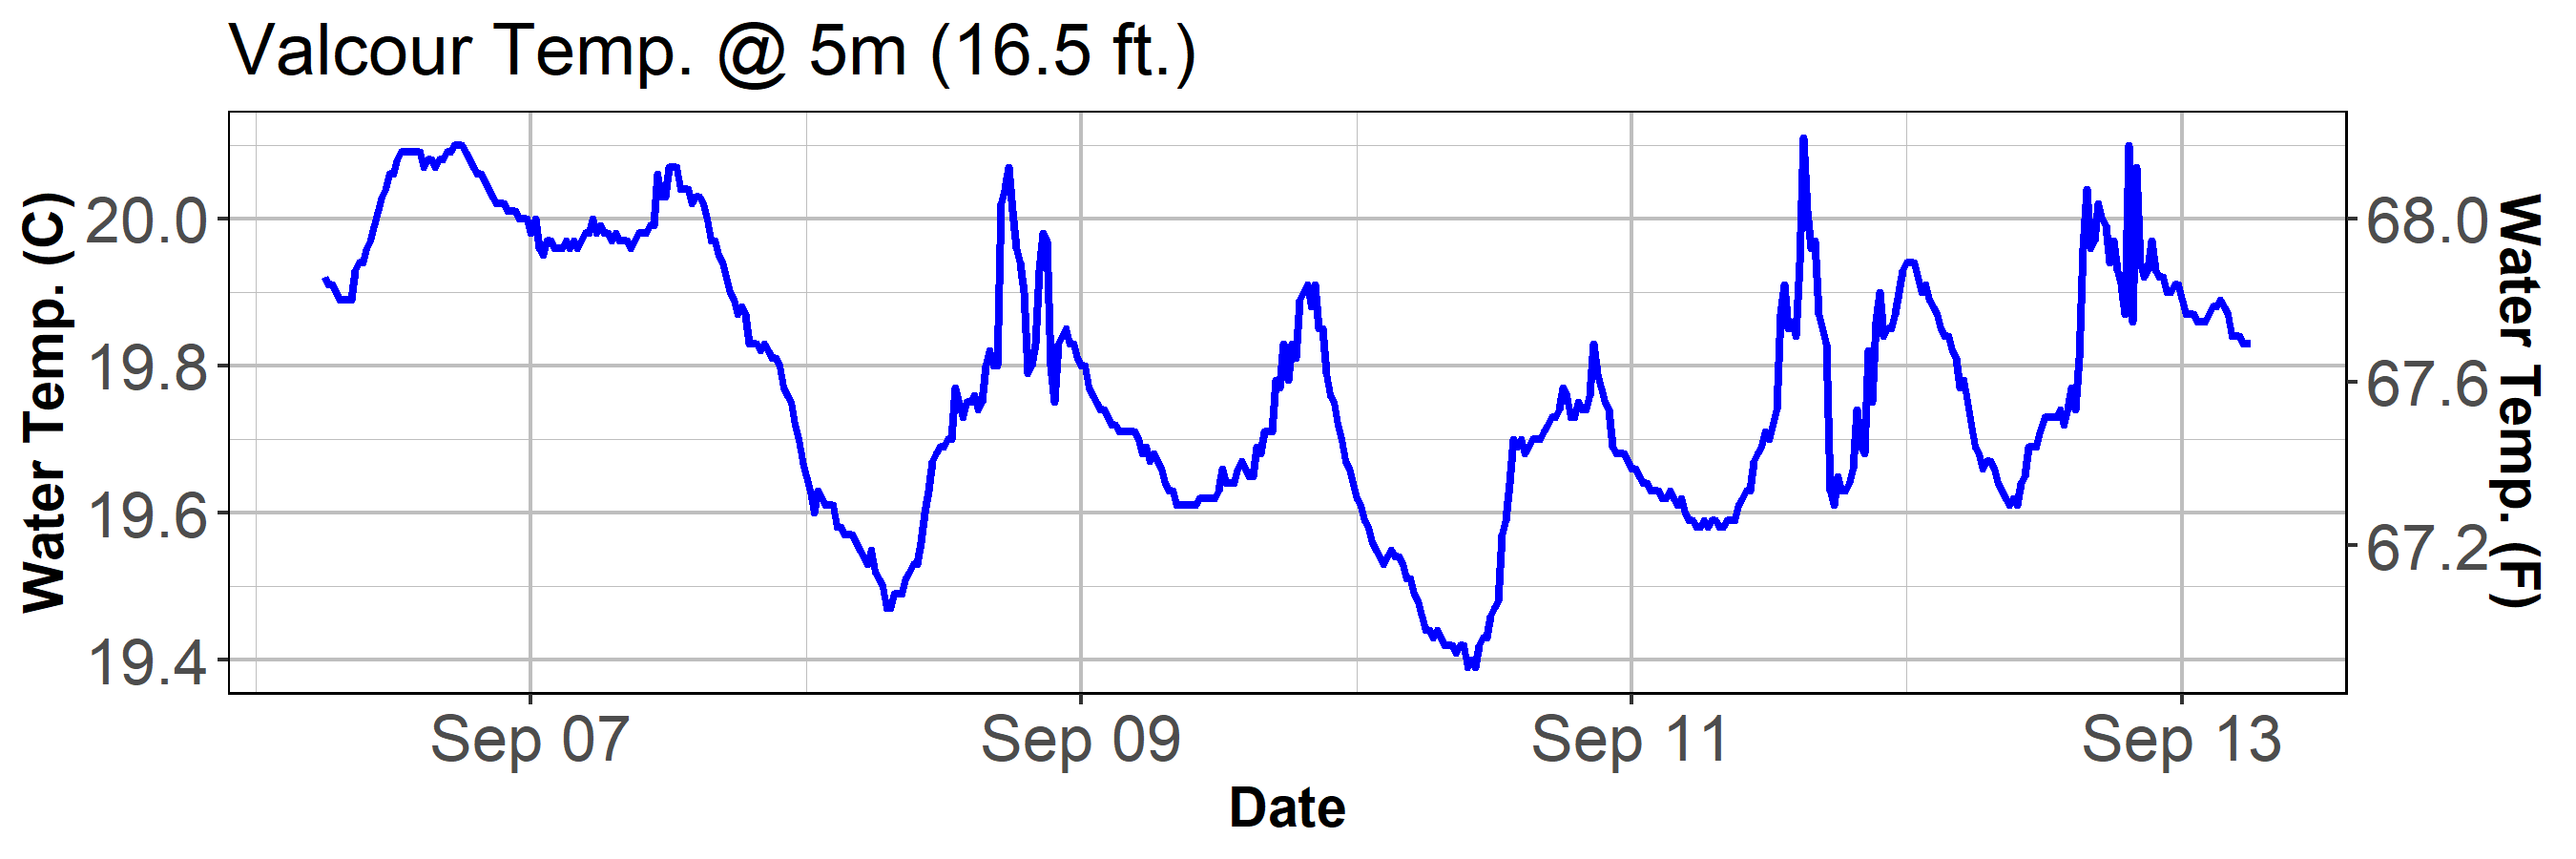 Valcour Temp. @ 5m (16.5 ft.)
Water Temp. (C)
20.0
19.8
19.6
19.4
68.0
67.6
67.2
Water Temp. (F)
Sep 07
Sep 09
Sep 11
Sep 13
Date